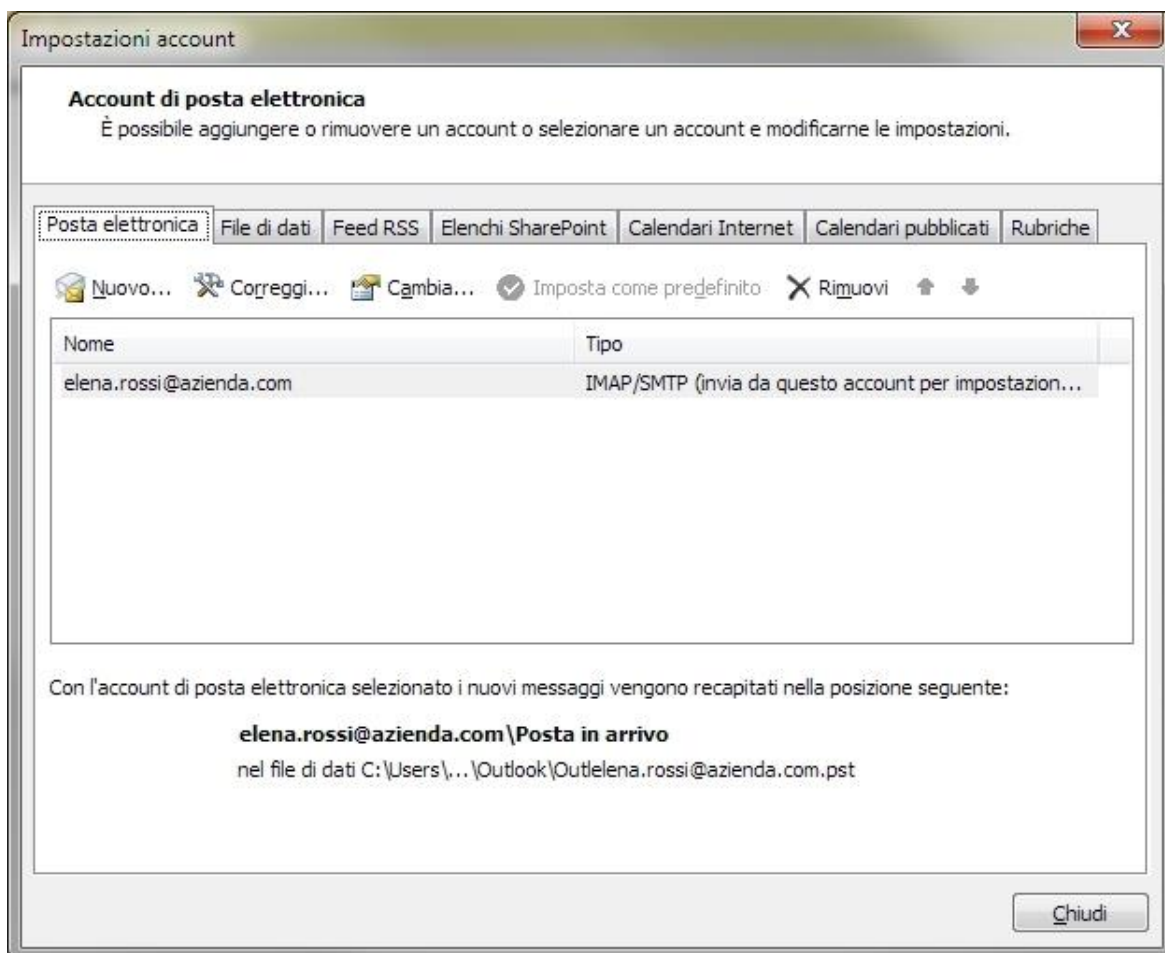 Impostazioni account
x
Account di posta elettronica
È possibile aggiungere o rimuovere un account o selezionare un account e modificarne le impostazioni.
Posta elettronica File di dati Feed RSS Elenchi SharePoint Calendari Internet Calendari pubblicati Rubriche
Nuovo... Correggi... Cambia... Imposta come predefinito Rimuovi
Nome Tipo
elena.rossi@azienda.com IMAP/SMTP (invia da questo account per impostazion...
Con l'account di posta elettronica selezionato i nuovi messaggi vengono recapitati nella posizione seguente:
elena.rossi@azienda.com\Posta in arrivo
nel file di dati C:\Users\...\Outlook\Outlelena.rossi@azienda.com.pst
Chiudi